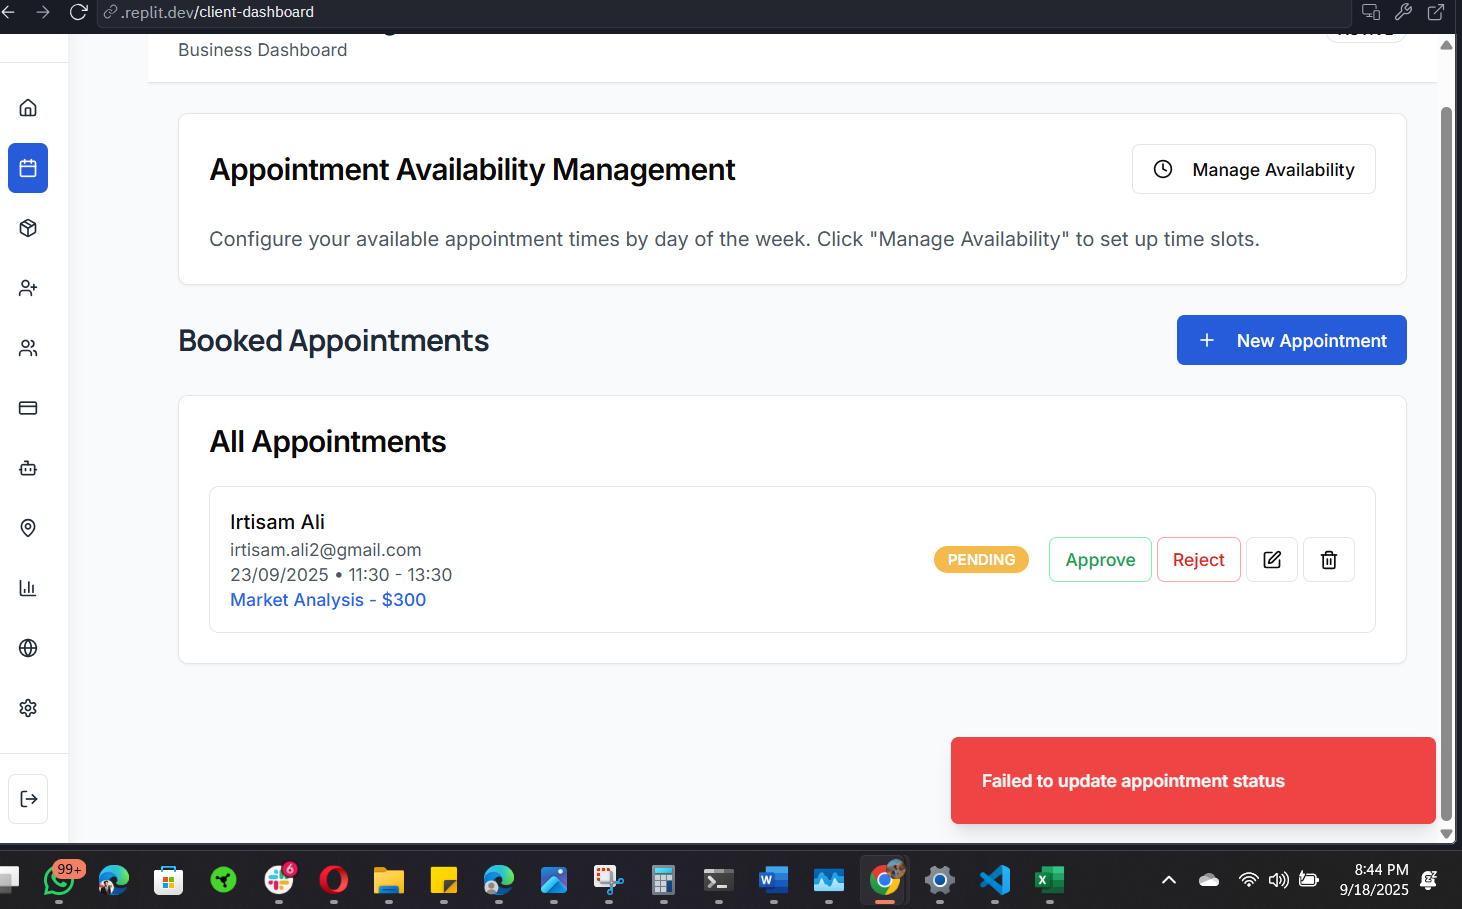 .replit.dev/client-dashboard
Business Dashboard
Appointment Availability Management
Manage Availability
Configure your available appointment times by day of the week. Click "Manage Availability" to set up time slots.
Booked Appointments
+ New Appointment
All Appointments
Irtisam Ali
irtisam.ali2@gmail.com
23/09/2025 • 11:30 - 13:30
Market Analysis - $300
PENDING
Approve
Reject
Failed to update appointment status
99+
6
8:44 PM
9/18/2025